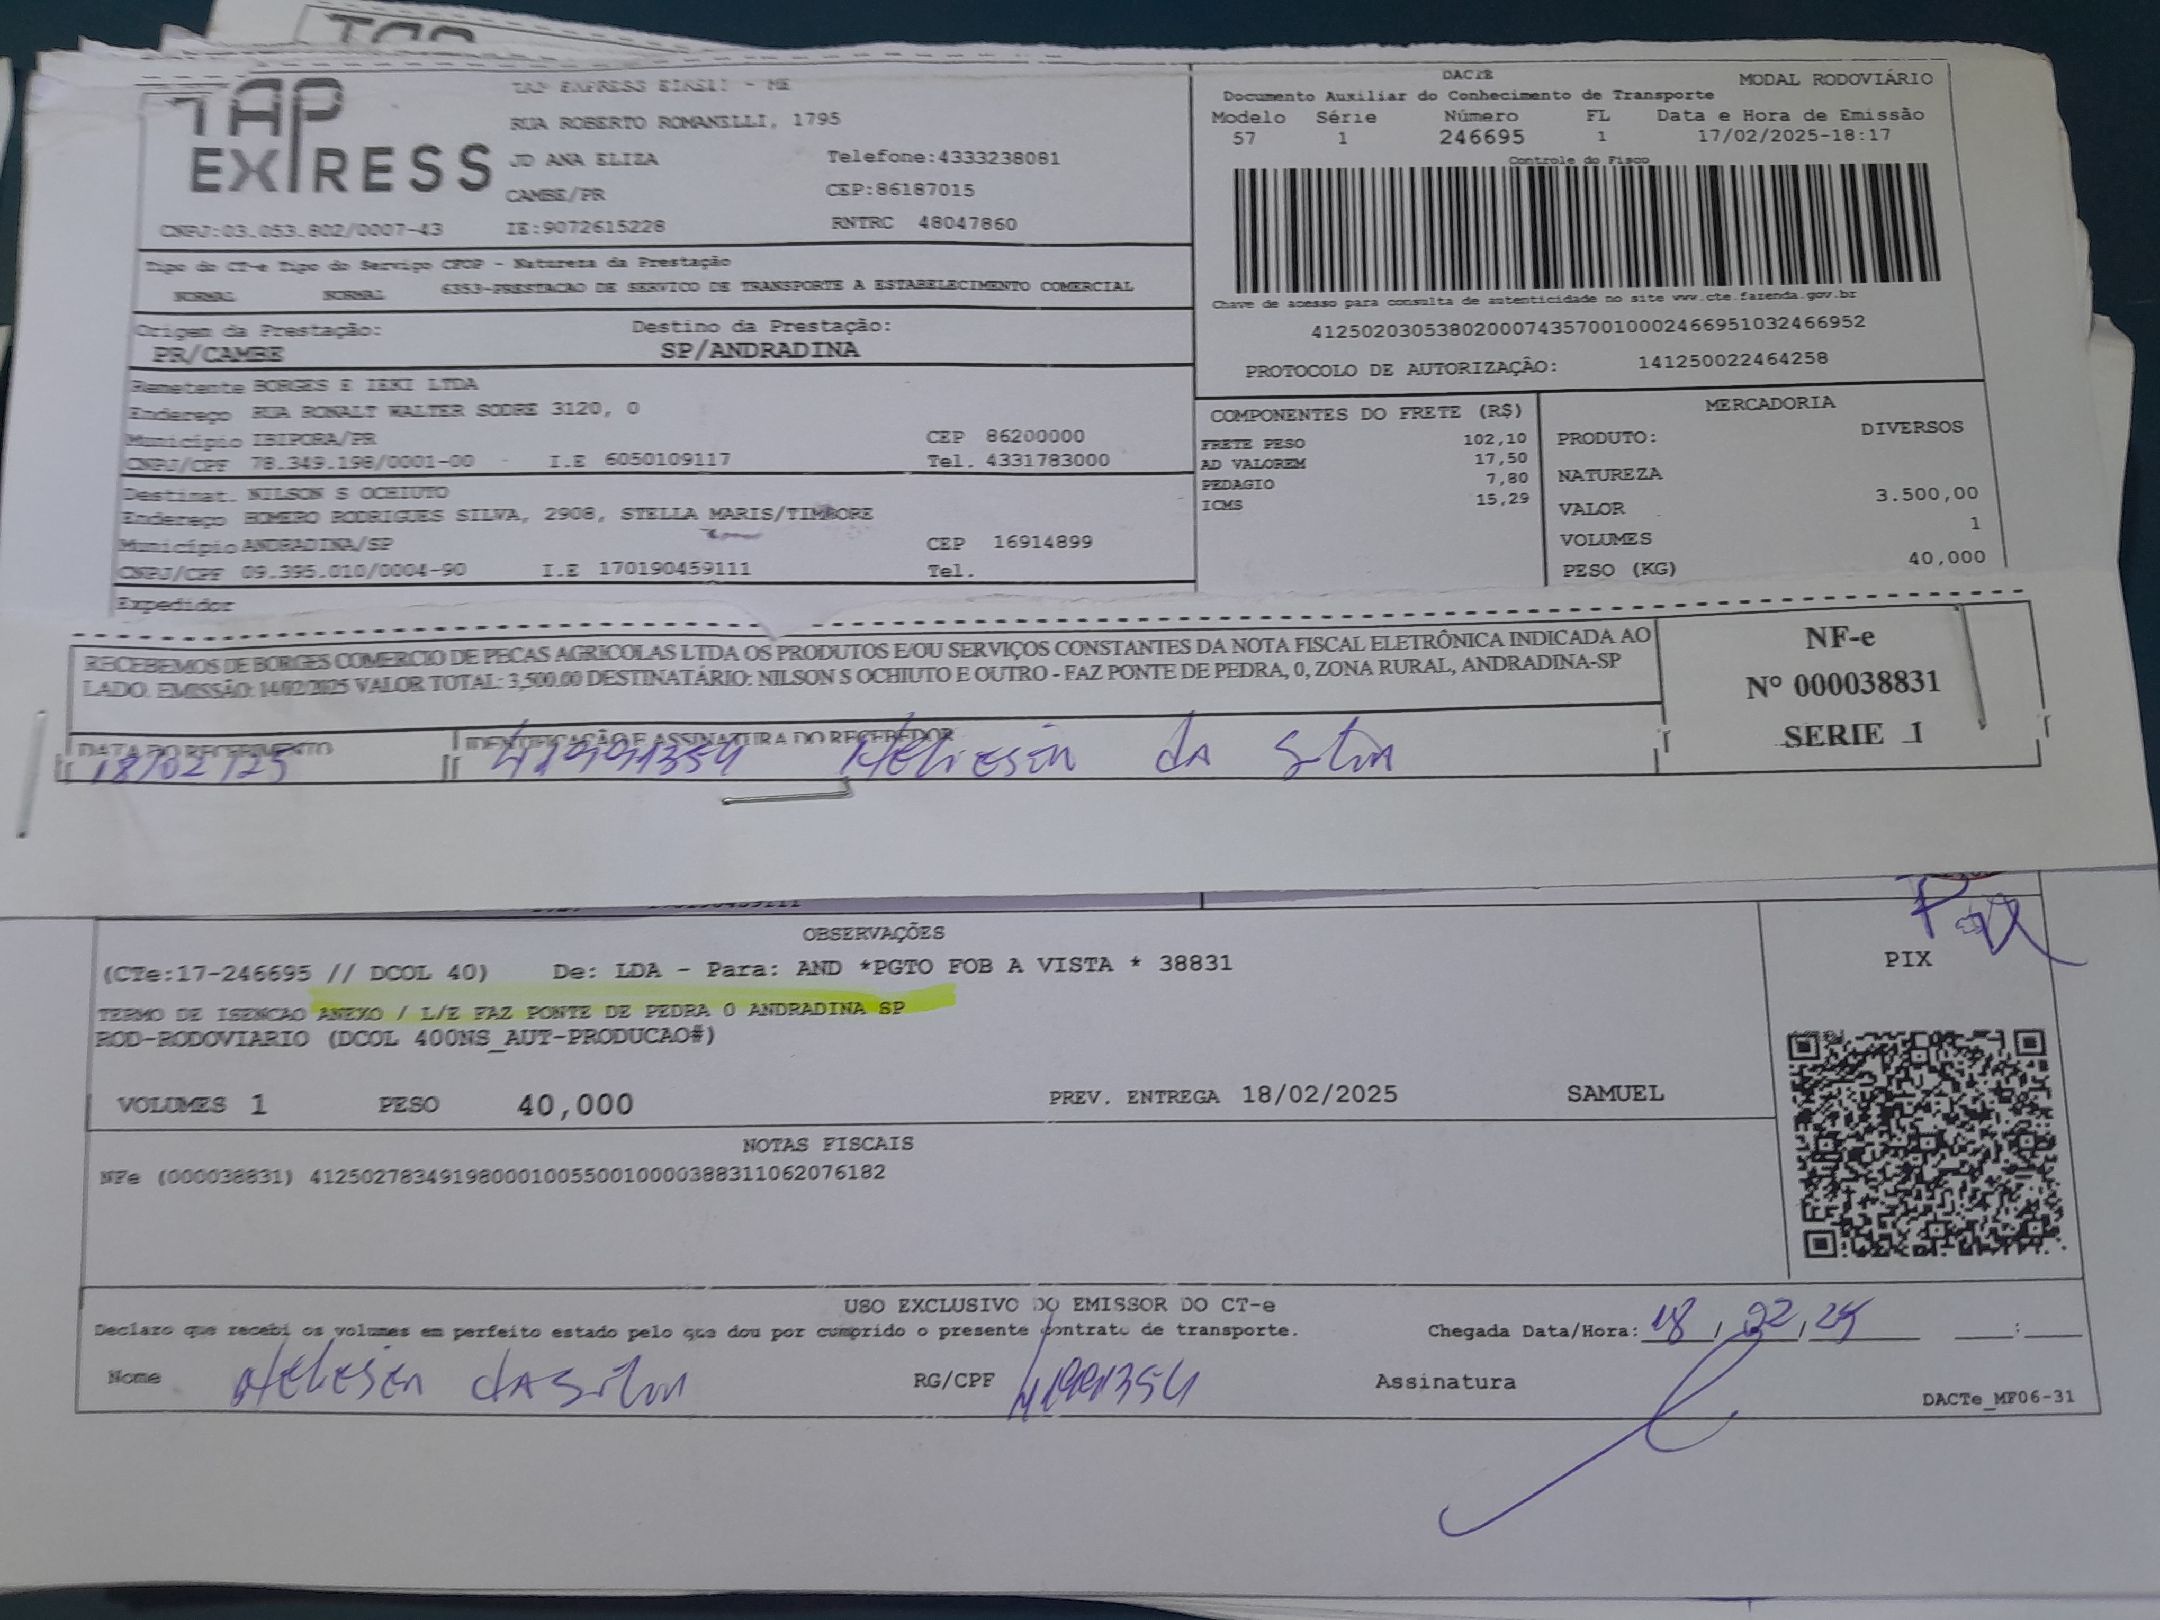 TAP
EXPRESS
TAP EXPRESS EIRELI - ME
RUA ROBERTO ROMANELLI, 1795
JD ANA ELIZA Telefone:4333238081
CAMBE/PR CEP:86187015
CNPJ:03.053.802/0007-43 IE:9072615228 RNTRC 48047860
DACTE MODAL RODOVIÁRIO
Documento Auxiliar do Conhecimento de Transporte
Modelo Série Número FL Data e Hora de Emissão
57 1 246695 1 17/02/2025-18:17
Controle do Fisco
Chave de acesso para consulta de autenticidade no site www.cte.fazenda.gov.br
41250203053802000743570010002466951032466952
PROTOCOLO DE AUTORIZAÇÃO: 141250022464258
Tipo do CT-e Tipo do Serviço CFOP - Natureza da Prestação
NORMAL NORMAL 6353-PRESTACAO DE SERVICO DE TRANSPORTE A ESTABELECIMENTO COMERCIAL
Origem da Prestação: Destino da Prestação:
PR/CAMBE SP/ANDRADINA
Remetente BORGES E IEKI LTDA
Endereço RUA RONALT WALTER SODRE 3120, 0
Município IBIPORA/PR CEP 86200000
CNPJ/CPF 78.349.198/0001-00 - I.E 6050109117 Tel. 4331783000
Destinat. NILSON S OCHIUTO
Endereço HOMERO RODRIGUES SILVA, 2908, STELLA MARIS/TIMBORE
Município ANDRADINA/SP CEP 16914899
CNPJ/CPF 09.395.010/0004-90 I.E 170190459111 Tel.
Expedidor
COMPONENTES DO FRETE (R$)
FRETE PESO 102,10
AD VALOREM 17,50
PEDAGIO 7,80
ICMS 15,29
MERCADORIA
PRODUTO: DIVERSOS
NATUREZA
VALOR 3.500,00
VOLUMES 1
PESO (KG) 40,000
RECEBEMOS DE BORGES COMERCIO DE PECAS AGRICOLAS LTDA OS PRODUTOS E/OU SERVIÇOS CONSTANTES DA NOTA FISCAL ELETRÔNICA INDICADA AO
LADO. EMISSÃO: 14/02/2025 VALOR TOTAL: 3,500.00 DESTINATÁRIO: NILSON S OCHIUTO E OUTRO - FAZ PONTE DE PEDRA, 0, ZONA RURAL, ANDRADINA-SP
NF-e
Nº 000038831
SERIE 1
DATA DO RECEBIMENTO IDENTIFICAÇÃO E ASSINATURA DO RECEBEDOR
18/02/25 da Silva
OBSERVAÇÕES
(CTe:17-246695 // DCOL 40) De: LDA - Para: AND *PGTO FOB A VISTA * 38831
TERMO DE ISENCAO ANEXO / L/E FAZ PONTE DE PEDRA 0 ANDRADINA SP
ROD-RODOVIARIO (DCOL 400NS_AUT-PRODUCAO#)
VOLUMES 1 PESO 40,000 PREV. ENTREGA 18/02/2025 SAMUEL
Pix
PIX
NOTAS FISCAIS
NFe (000038831) 41250278349198000100550010000388311062076182
USO EXCLUSIVO DO EMISSOR DO CT-e
Declaro que recebi os volumes em perfeito estado pelo que dou por cumprido o presente contrato de transporte.
Chegada Data/Hora: 18/02/25 :
Nome da Silva RG/CPF Assinatura
DACTe_MF06-31